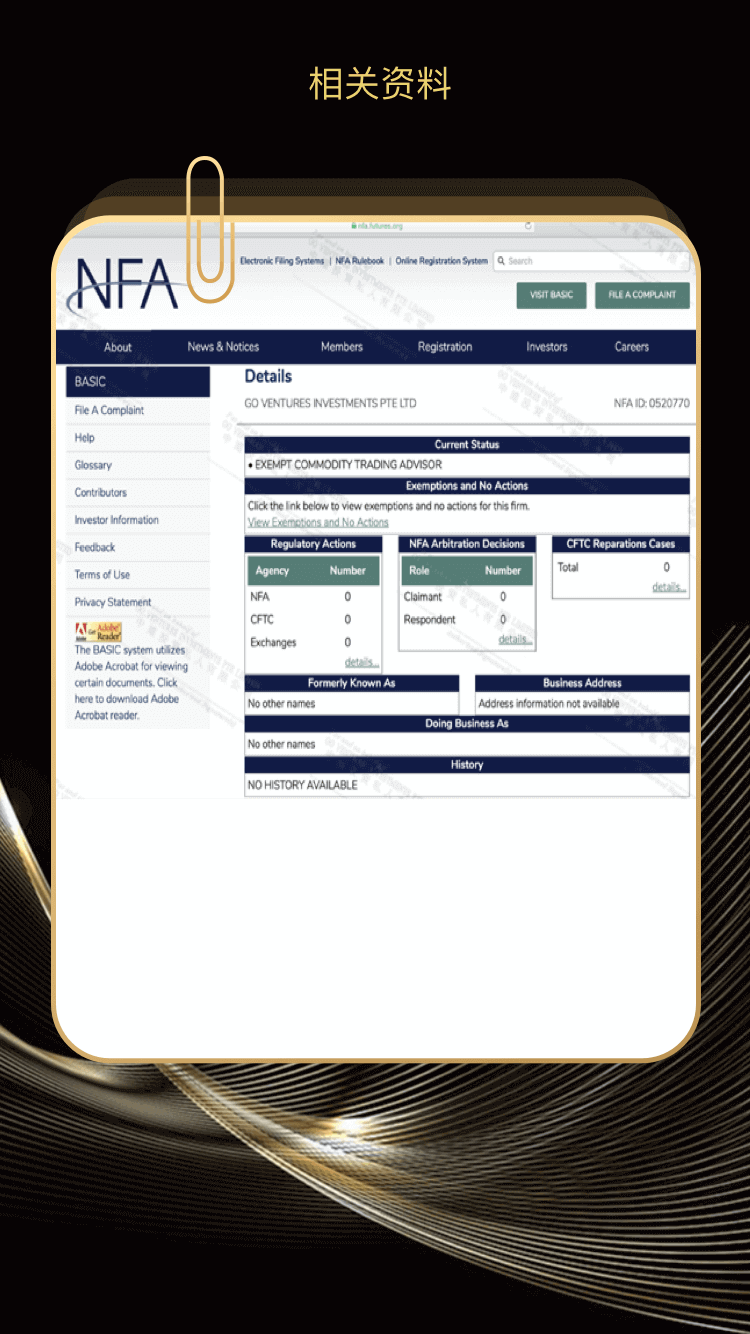 相关资料
nfa.futures.org
NFA
Electronic Filing Systems | NFA Rulebook | Online Registration System
Search
VISIT BASIC
FILE A COMPLAINT
About News & Notices Members Registration Investors Careers
BASIC
File A Complaint
Help
Glossary
Contributors
Investor Information
Feedback
Terms of Use
Privacy Statement
Get Adobe Reader
Adobe
The BASIC system utilizes
Adobe Acrobat for viewing
certain documents. Click
here to download Adobe
Acrobat reader.
Details
GO VENTURES INVESTMENTS PTE LTD NFA ID: 0520770
Current Status
• EXEMPT COMMODITY TRADING ADVISOR
Exemptions and No Actions
Click the link below to view exemptions and no actions for this firm.
View Exemptions and No Actions
Regulatory Actions
Agency Number
NFA 0
CFTC 0
Exchanges 0
details...
NFA Arbitration Decisions
Role Number
Claimant 0
Respondent 0
details...
CFTC Reparations Cases
Total 0
details...
Formerly Known As
No other names
Business Address
Address information not available
Doing Business As
No other names
History
NO HISTORY AVAILABLE